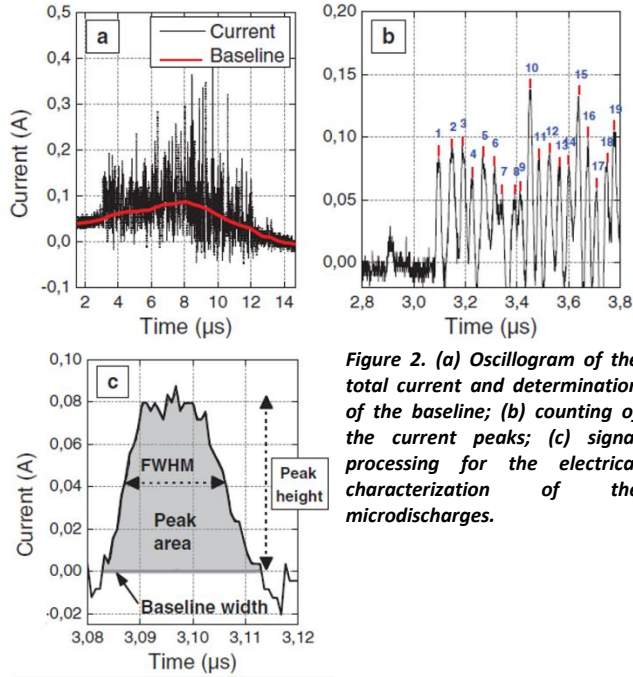 a
Current
Baseline
Current (A)
0,5
0,4
0,3
0,2
0,1
0,0
-0,1
2 4 6 8 10 12 14
Time (µs)
b
0,20
0,15
0,10
0,05
0,00
1 2 3 4 5 6 7 8 9 10 11 12 13 14 15 16 17 18 19
2,8 3,0 3,2 3,4 3,6 3,8
Time (µs)
c
Current (A)
0,10
0,08
0,06
0,04
0,02
0,00
-0,02
FWHM
Peak
height
Peak
area
Baseline width
3,08 3,09 3,10 3,11 3,12
Time (µs)
Figure 2. (a) Oscillogram of the
total current and determination
of the baseline; (b) counting
the current peaks; (c)
processing for the
characterization of
microdischarges.